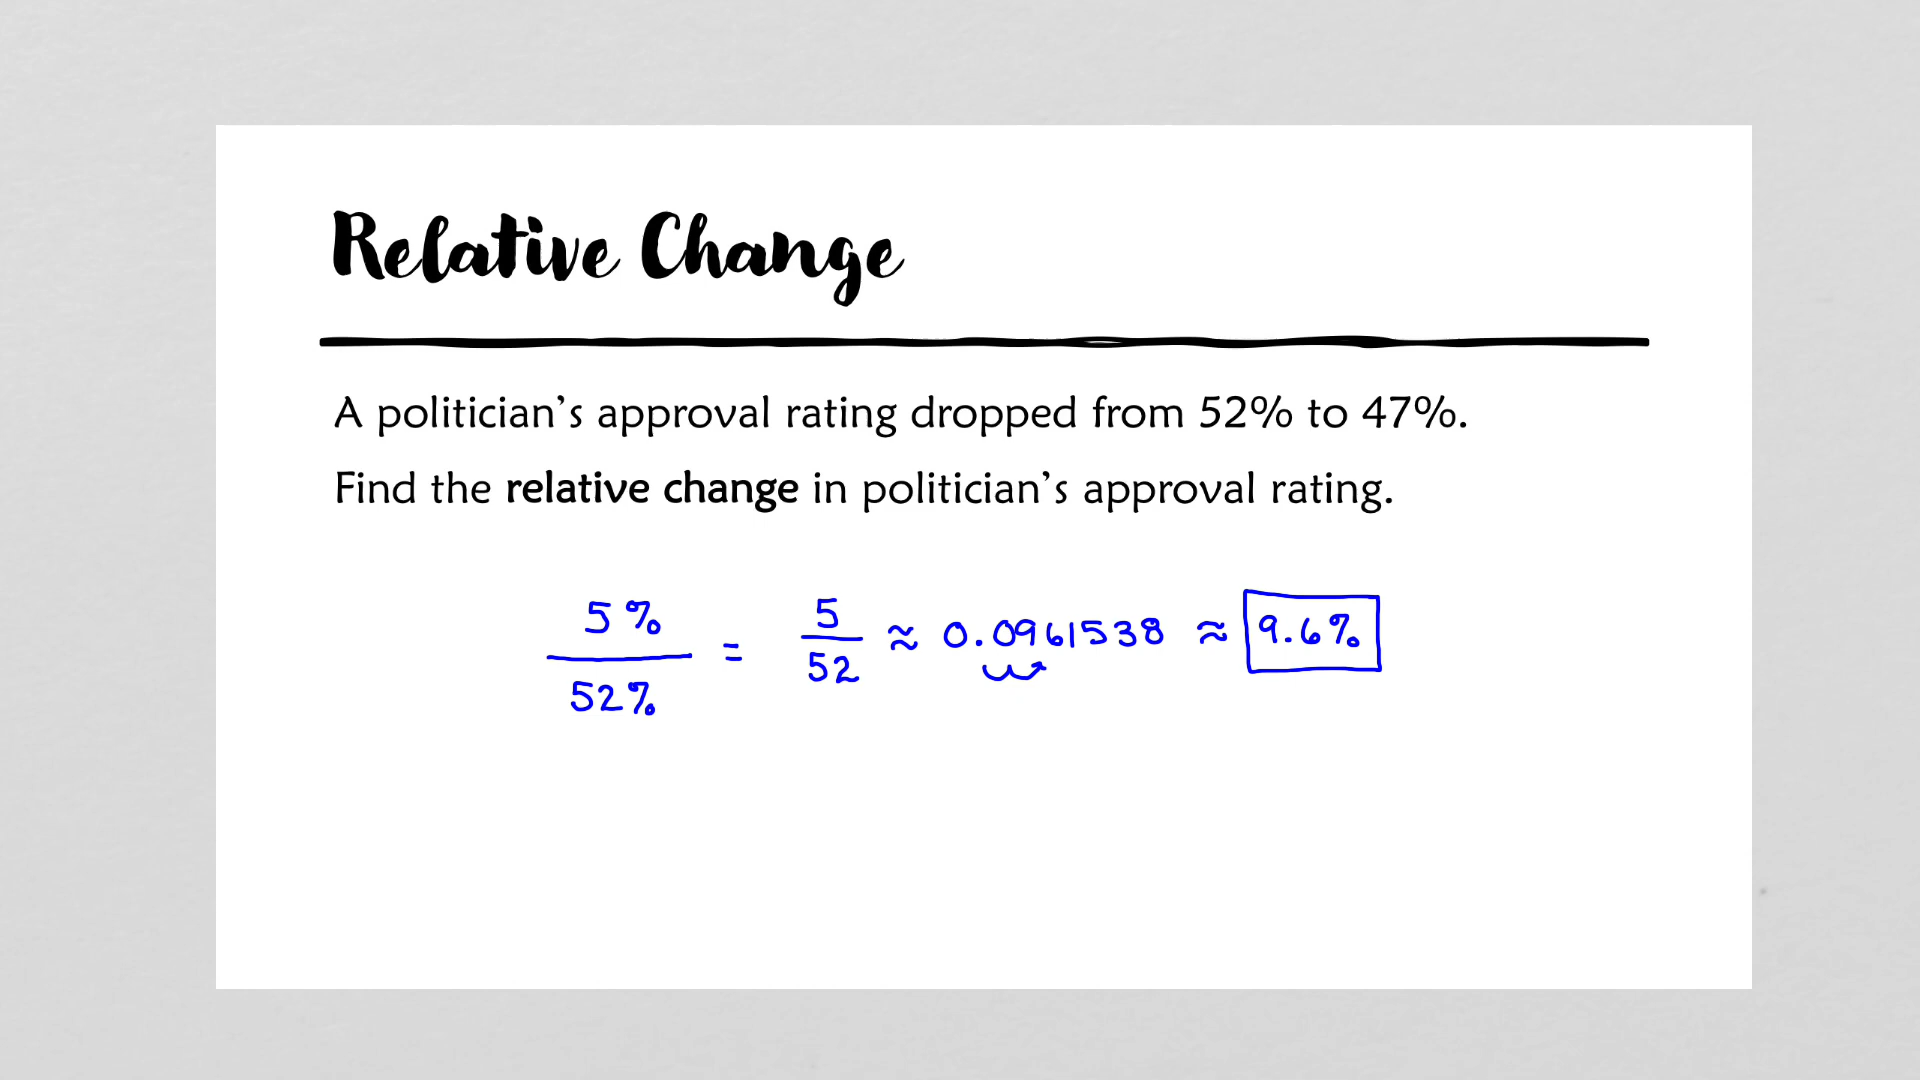 Relative Change
A politician’s approval rating dropped from 52% to 47%.
Find the relative change in politician’s approval rating.
5% / 52% = 5 / 52 ≈ 0.0961538 ≈ 9.6%